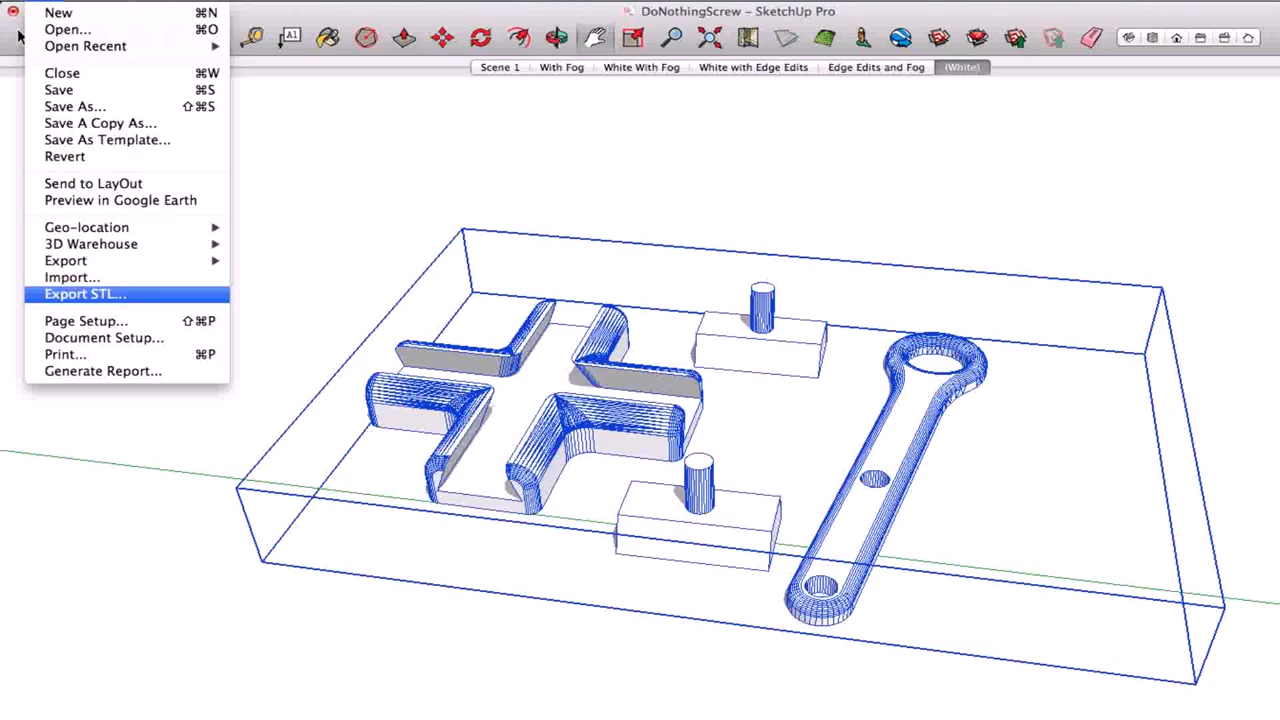 DoNothingScrew – SketchUp Pro
A1
Scene 1 With Fog White With Fog White with Edge Edits Edge Edits and Fog (White)
New ⌘N
Open... ⌘O
Open Recent
Close ⌘W
Save ⌘S
Save As... ⇧⌘S
Save A Copy As...
Save As Template...
Revert
Send to LayOut
Preview in Google Earth
Geo-location
3D Warehouse
Export
Import...
Export STL...
Page Setup... ⇧⌘P
Document Setup...
Print... ⌘P
Generate Report...